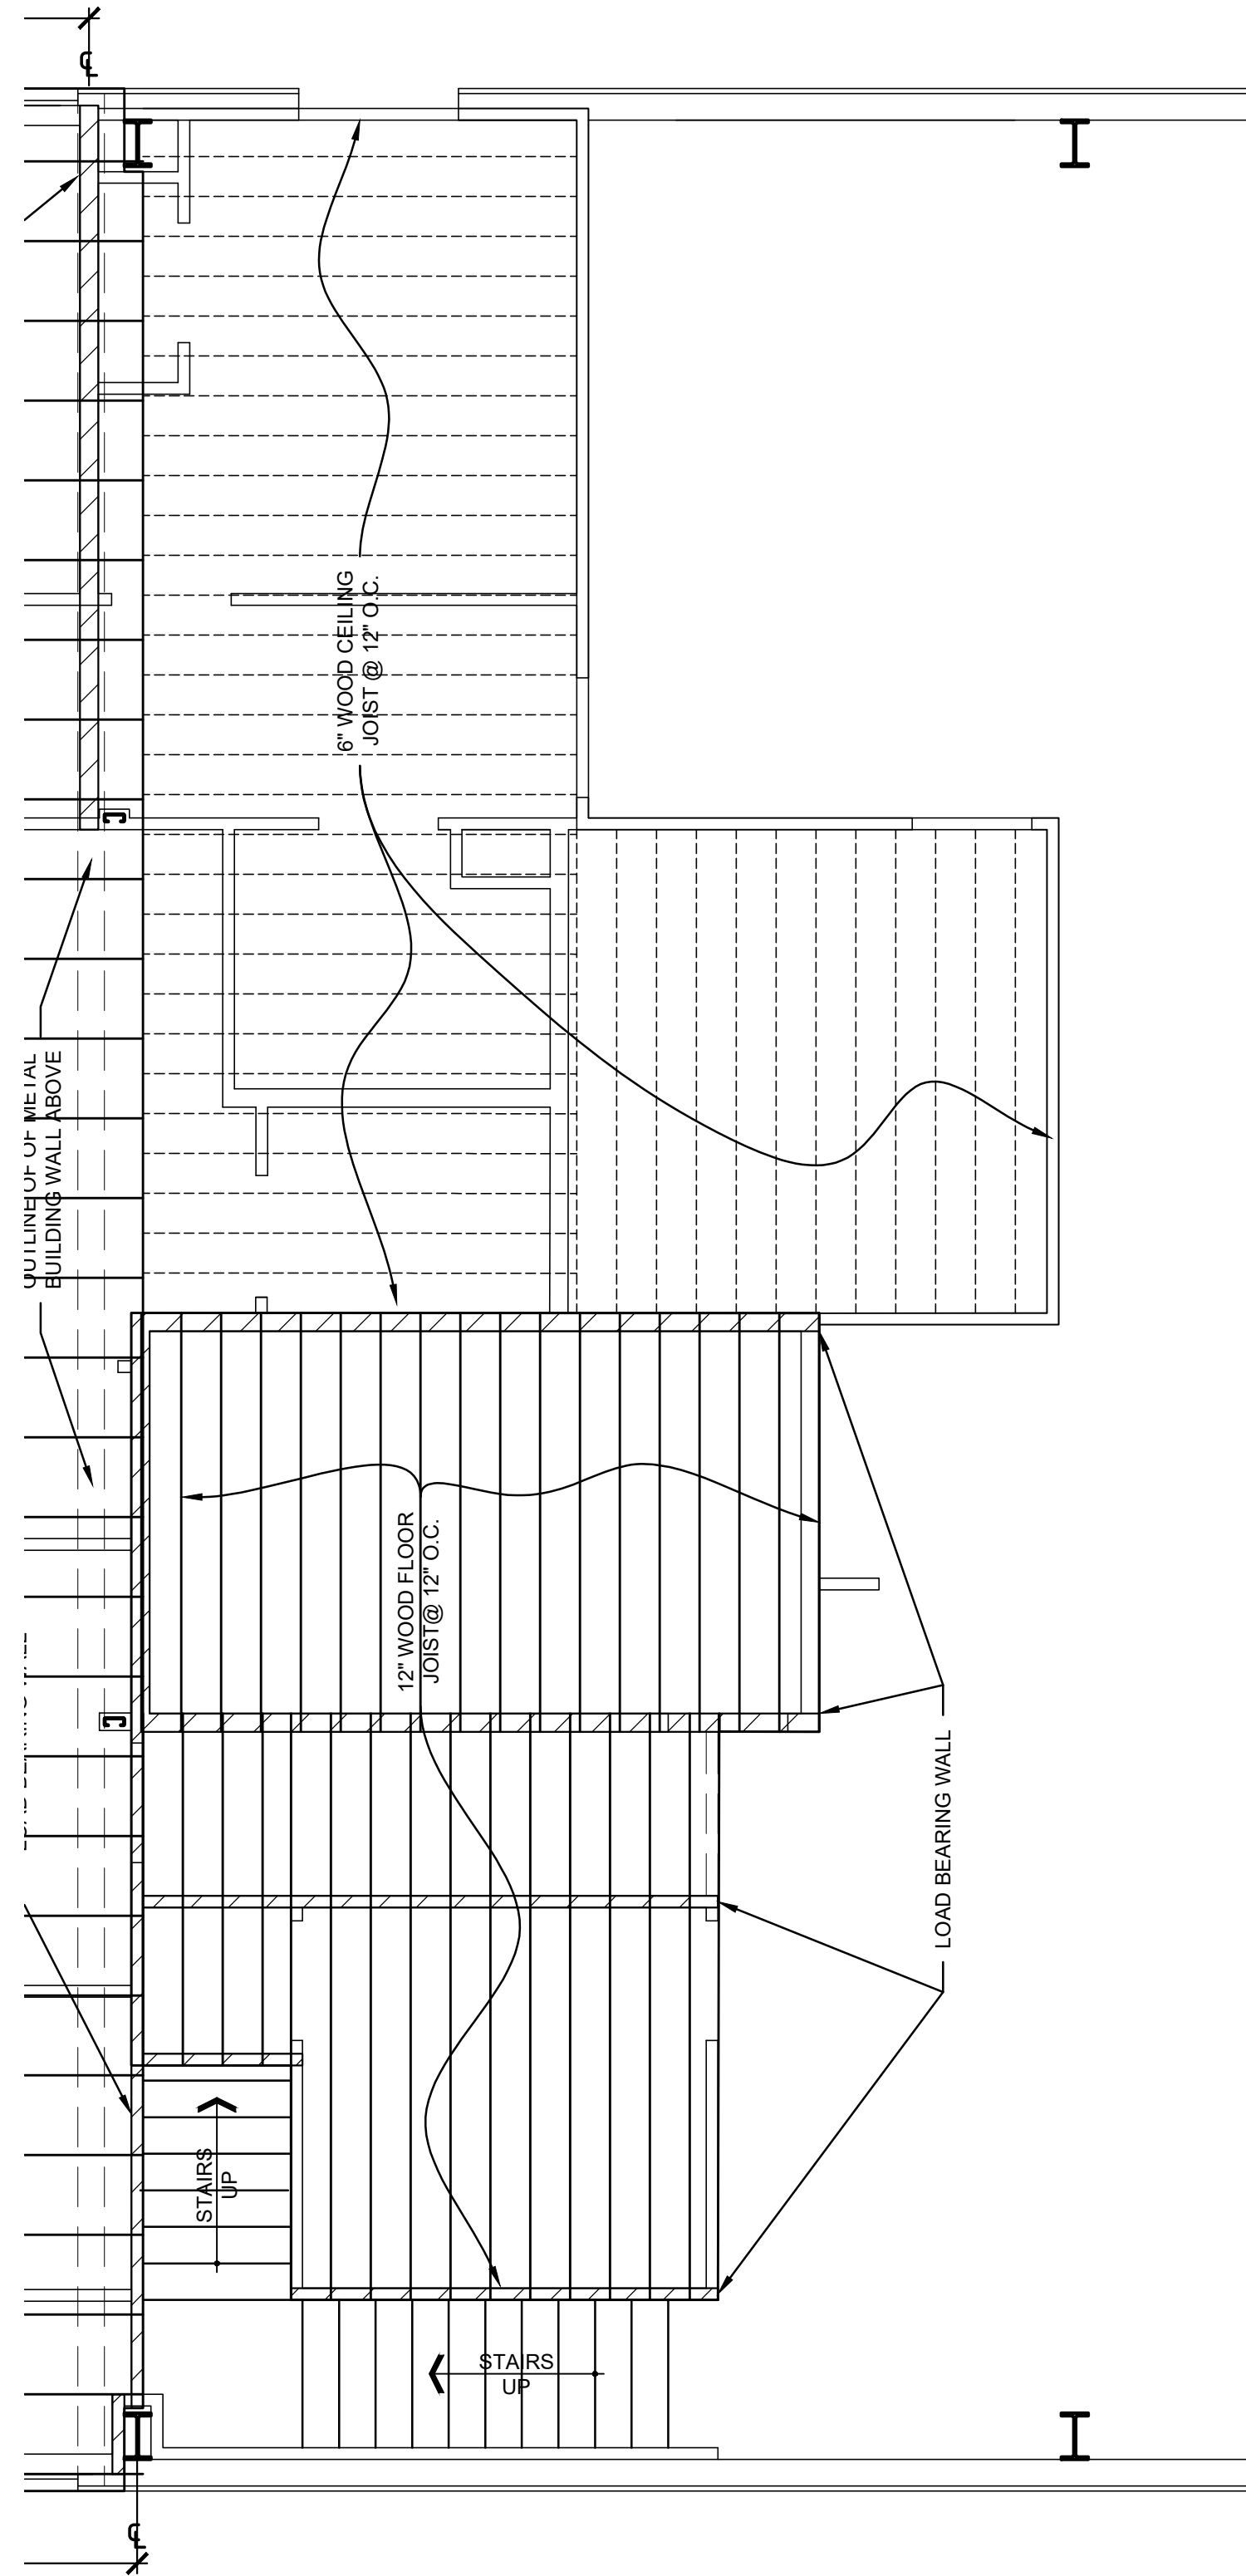 ℄
6" WOOD CEILING
JOIST @ 12" O.C.
OUTLINE OF OF METAL
BUILDING WALL ABOVE
12" WOOD FLOOR
JOIST@ 12" O.C.
LOAD BEARING WALL
STAIRS
UP
STAIRS
UP
℄